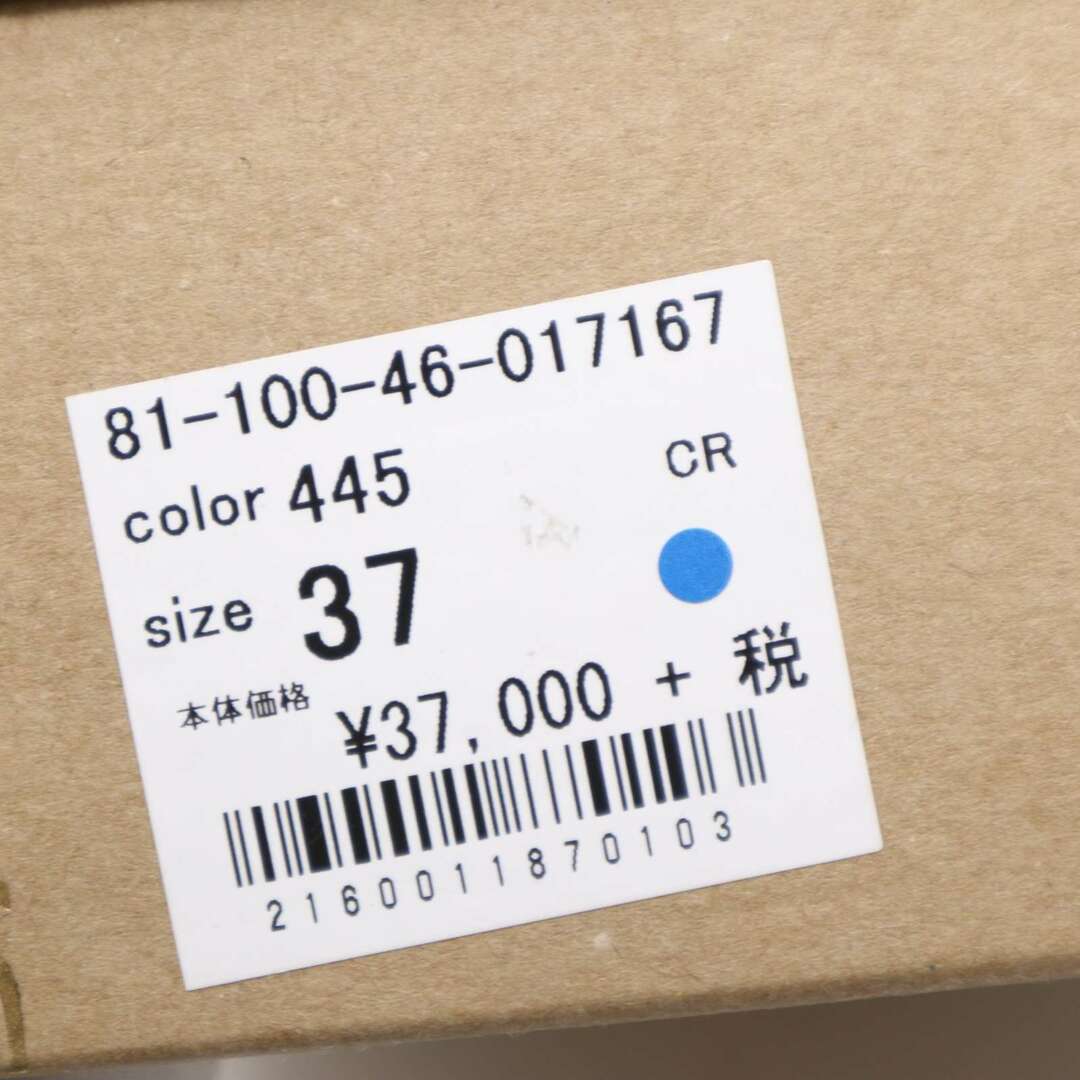 81-100-46-017167
color 445 CR
size 37
本体価格 ¥37,000 + 税
2160011870103